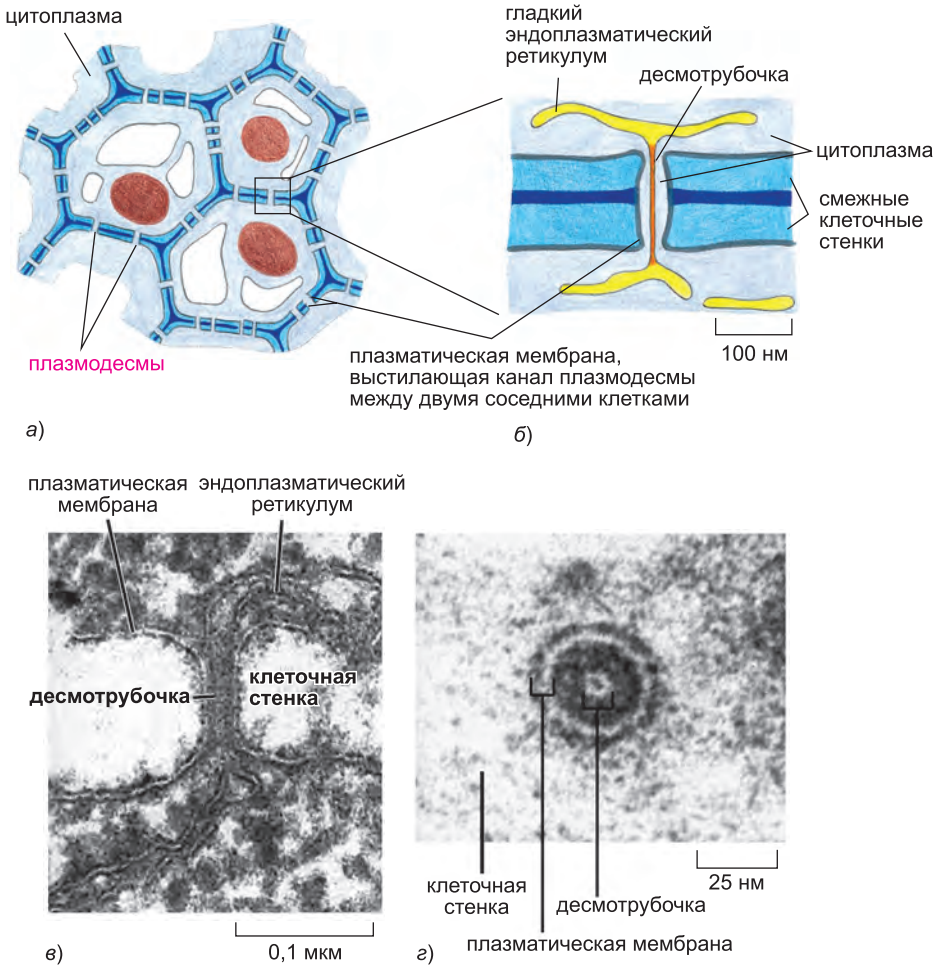 цитоплазма
плазмодесмы
а)
гладкий
эндоплазматический
ретикулум
десмотрубочка
цитоплазма
смежные
клеточные
стенки
100 нм
плазматическая мембрана,
выстилающая канал плазмодесмы
между двумя соседними клетками
б)
плазматическая
мембрана
эндоплазматический
ретикулум
десмотрубочка
клеточная
стенка
0,1 мкм
в)
клеточная
стенка
десмотрубочка
плазматическая мембрана
25 нм
г)